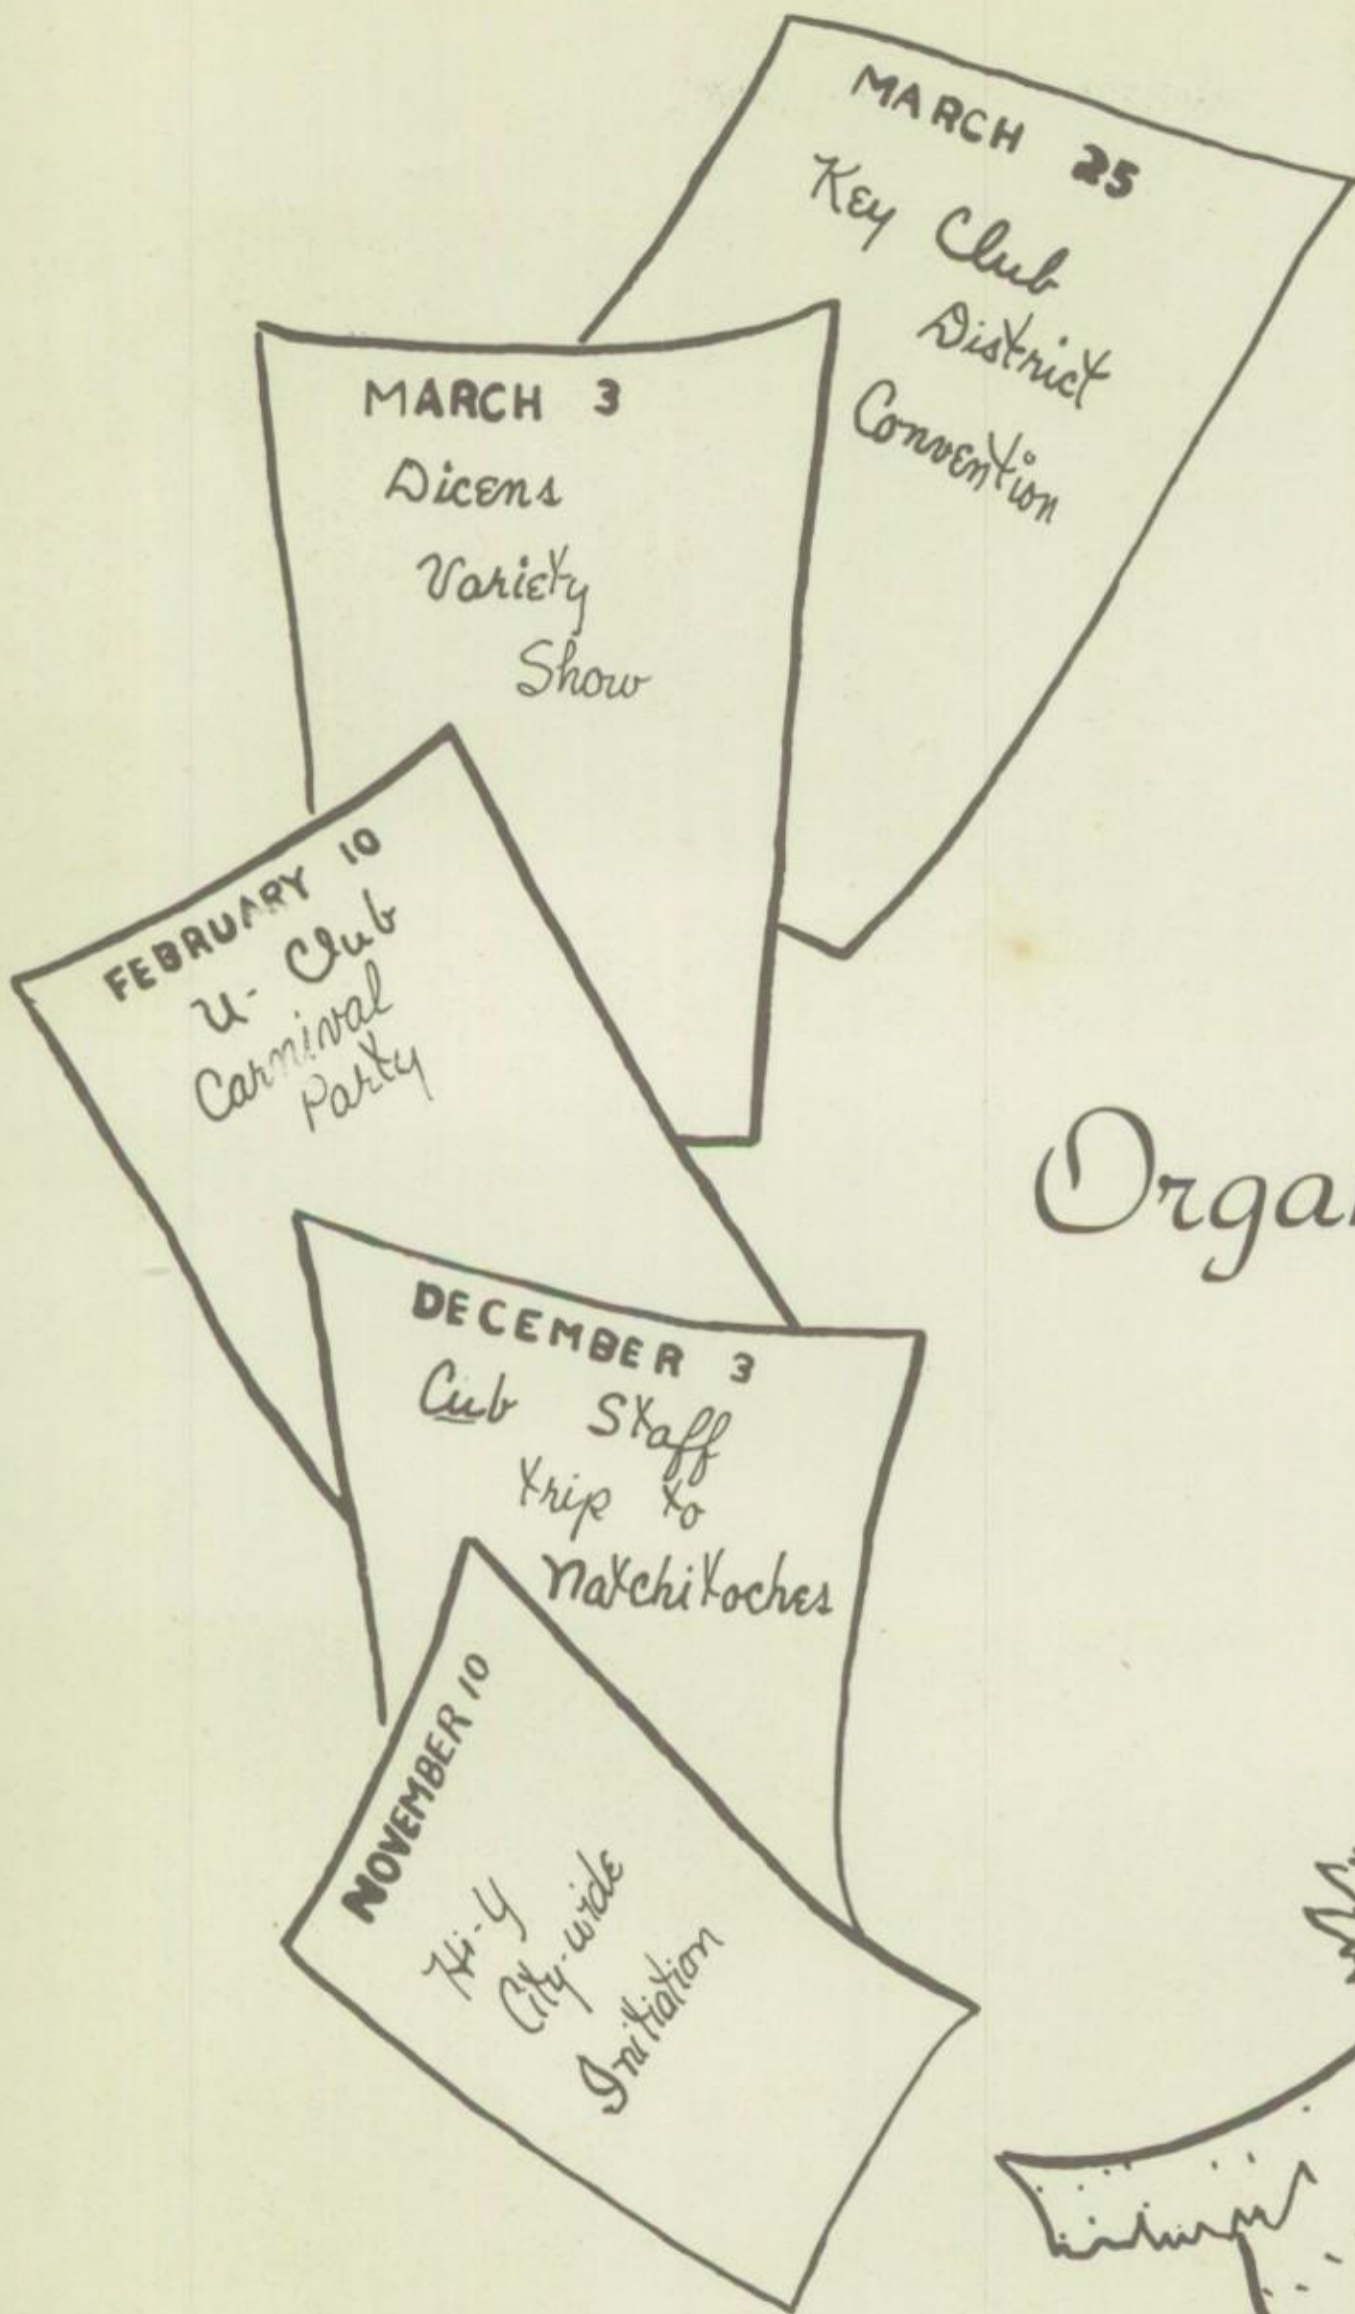 MARCH 25
Key Club
District
Convention
MARCH 3
Dicens
Variety
Show
FEBRUARY 10
U-Club
Carnival
Party
DECEMBER 3
Cub Staff
trip to
Natchitoches
NOVEMBER 10
Hi-Y
City-wide
Initiation